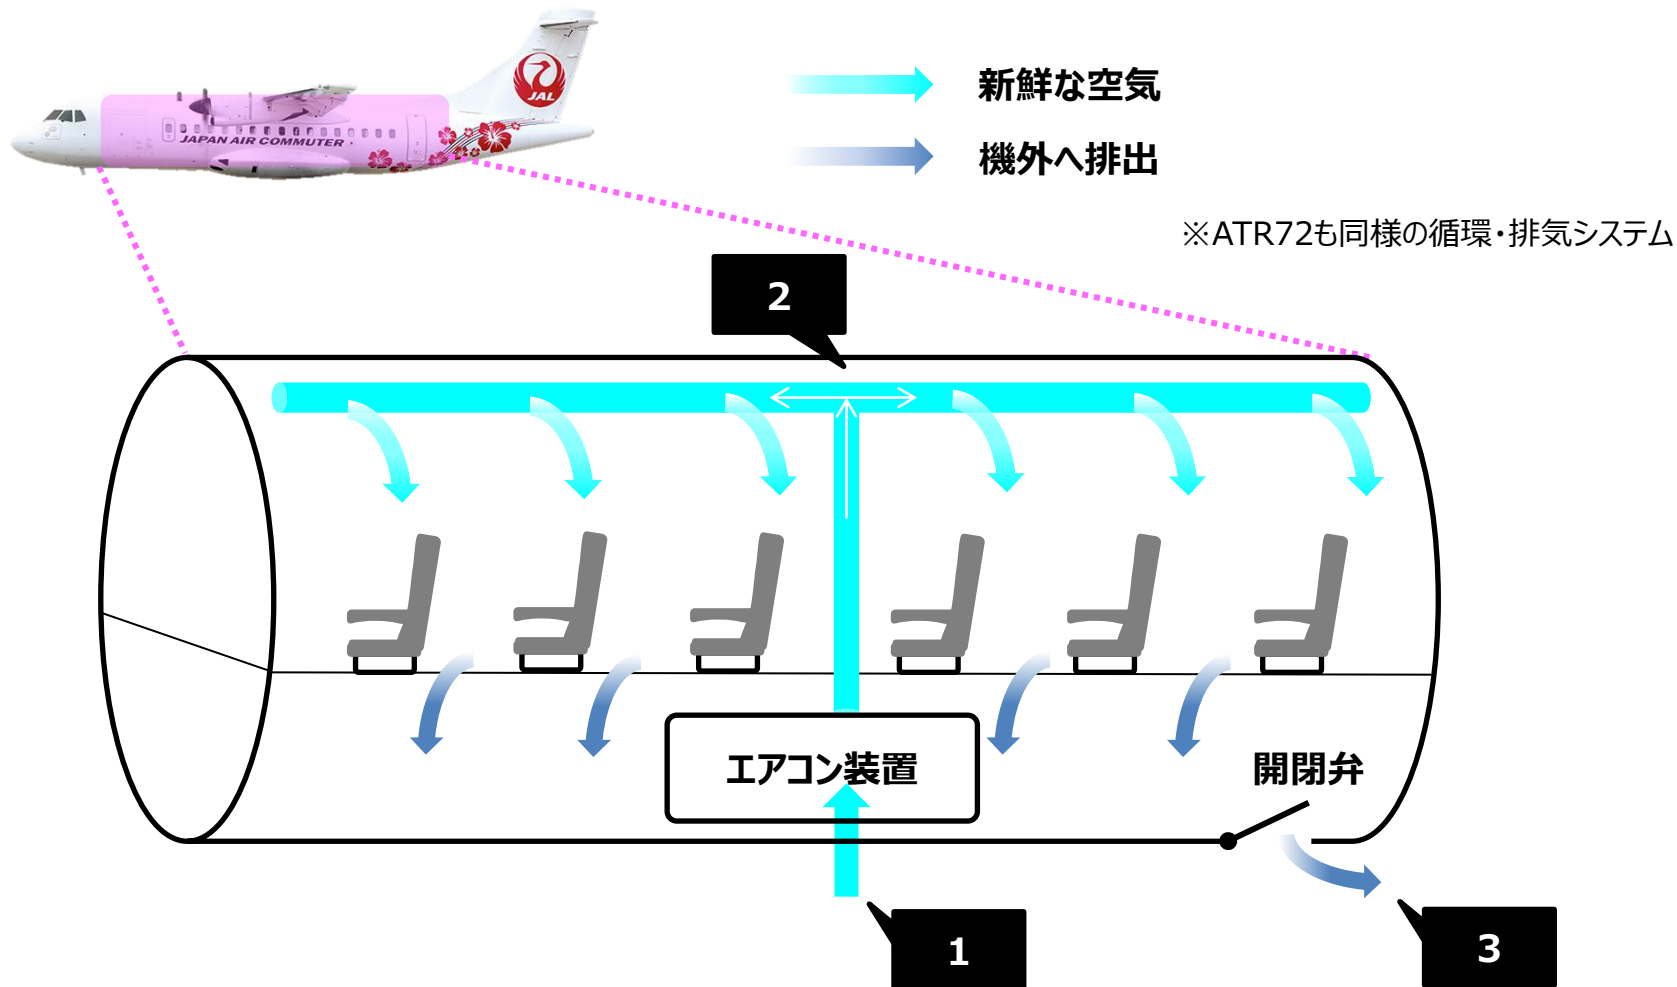 新鮮な空気
JAL
JAPAN AIR COMMUTER
機外へ排出
※ATR72も同様の循環・排気システム
2
エアコン装置
開閉弁
1
3